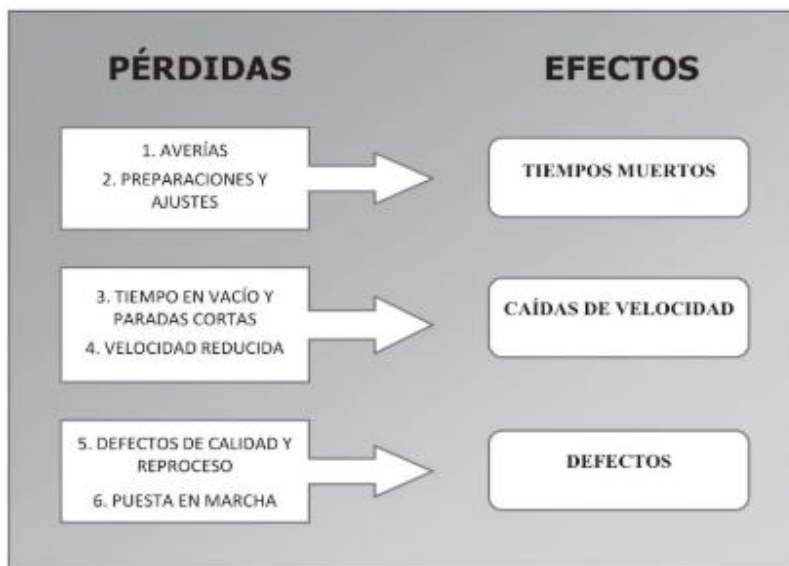 PÉRDIDAS
EFECTOS
1. AVERÍAS
2. PREPARACIONES Y
AJUSTES
TIEMPOS MUERTOS
3. TIEMPO EN VACÍO Y
PARADAS CORTAS
4. VELOCIDAD REDUCIDA
CAÍDAS DE VELOCIDAD
5. DEFECTOS DE CALIDAD Y
REPROCESO
6. PUESTA EN MARCHA
DEFECTOS